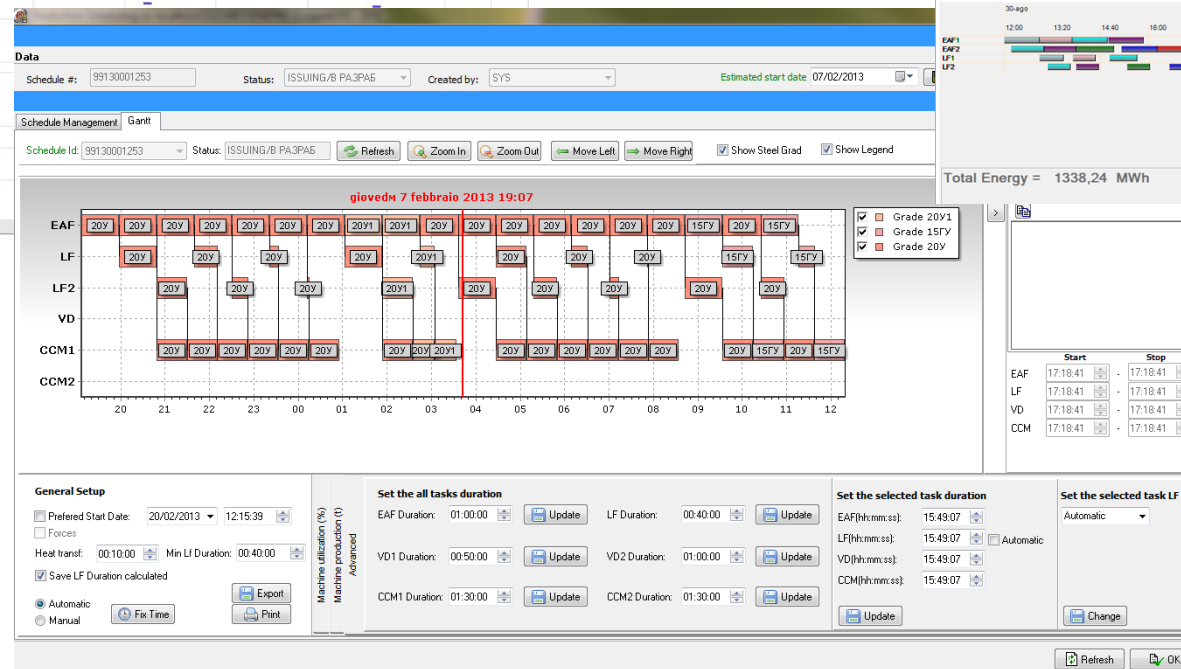 30-ago
12:00 13:20 14:40 16:00
EAF1
EAF2
LF1
LF2
Total Energy = 1338,24 MWh
Data
Schedule #: 99130001253 Status: ISSUING/В РАЗРАБ Created by: SYS Estimated start date 07/02/2013
Schedule Management Gantt
Schedule Id: 99130001253 Status: ISSUING/В РАЗРАБ Refresh Zoom In Zoom Out Move Left Move Right Show Steel Grad Show Legend
giovedм 7 febbraio 2013 19:07
EAF 20У 20У 20У 20У 20У 20У 20У 20У1 20У1 20У 20У 20У 20У 20У 20У 20У 15ГУ 20У 15ГУ
LF 20У 20У 20У 20У 20У1 20У 20У 20У 15ГУ 15ГУ
LF2 20У 20У 20У 20У1 20У 20У 20У 20У 20У
VD
CCM1 20У 20У 20У 20У 20У 20У 20У 20У 20У1 20У 20У 20У 20У 20У 20У 20У 15ГУ 20У 15ГУ
CCM2
20 21 22 23 00 01 02 03 04 05 06 07 08 09 10 11 12
Grade 20У1
Grade 15ГУ
Grade 20У
>
Start Stop
EAF 17:18:41 - 17:18:41
LF 17:18:41 - 17:18:41
VD 17:18:41 - 17:18:41
CCM 17:18:41 - 17:18:41
General Setup
Prefered Start Date: 20/02/2013 12:15:39
Forces
Heat transf: 00:10:00 Min Lf Duration: 00:40:00
Save LF Duration calculated
Export
Automatic
Manual
Fix Time
Print
Machine utilization (%)
Machine production (t)
Advanced
Set the all tasks duration
EAF Duration: 01:00:00 Update LF Duration: 00:40:00 Update
VD1 Duration: 00:50:00 Update VD2 Duration: 01:00:00 Update
CCM1 Duration: 01:30:00 Update CCM2 Duration: 01:30:00 Update
Set the selected task duration
EAF(hh:mm:ss): 15:49:07
LF(hh:mm:ss): 15:49:07 Automatic
VD(hh:mm:ss): 15:49:07
CCM(hh:mm:ss): 15:49:07
Update
Set the selected task LF
Automatic
Change
Refresh OK